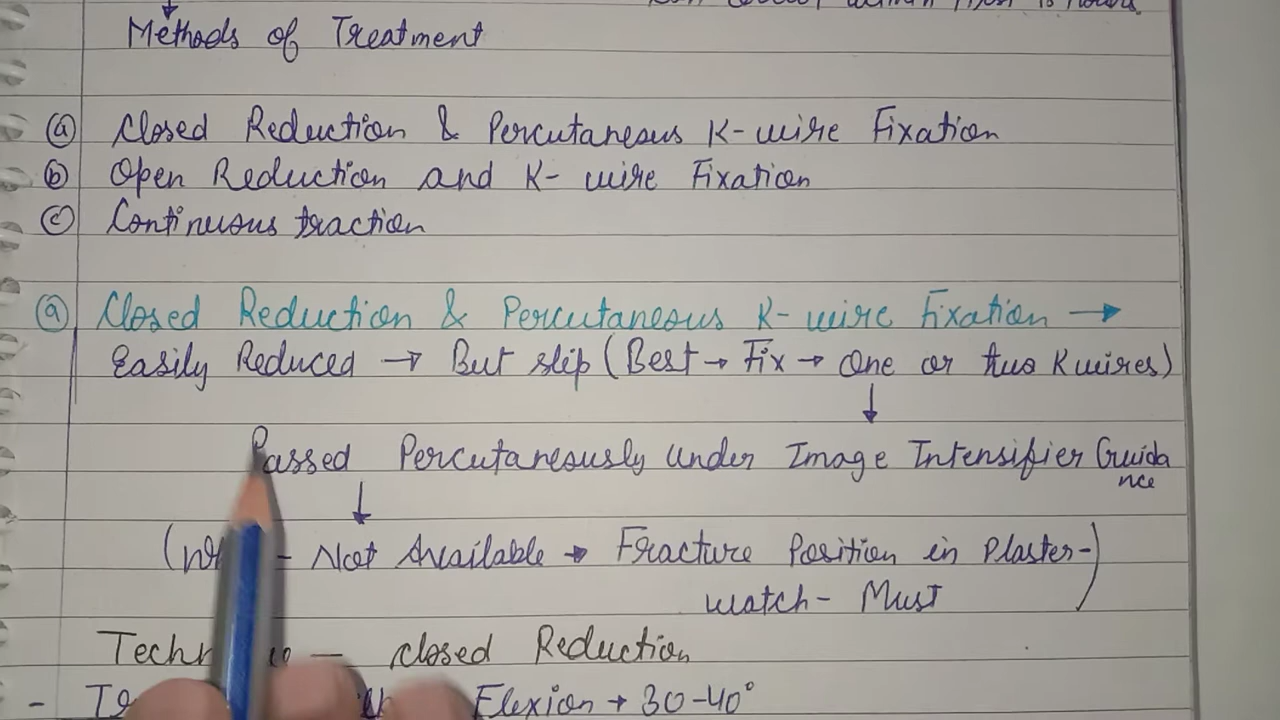 Methods of Treatment
(a) Closed Reduction & Percutaneous K-wire Fixation
(b) Open Reduction and K-wire Fixation
(c) Continuous traction
(a) Closed Reduction & Percutaneous K-wire Fixation →
Easily Reduced → But slip (Best → Fix → One or two K wires)
↓
Passed Percutaneously Under Image Intensifier Guida
nce
↓
- Not Available → Fracture Position in Plaster-)
watch - Must
- closed Reduction
- Flexion → 30-40°